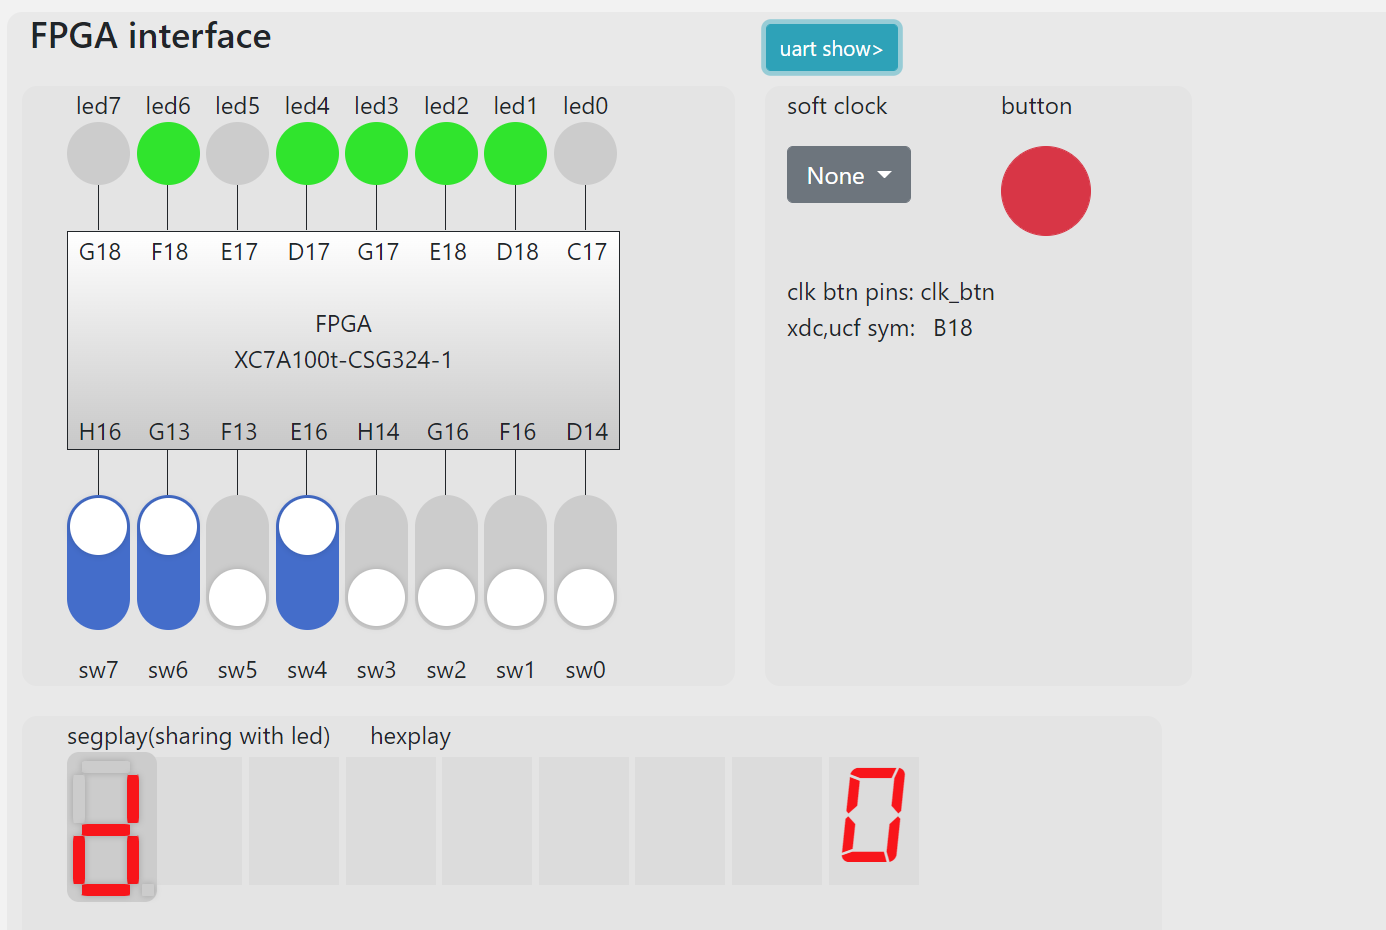 FPGA interface
uart show>
led7 led6 led5 led4 led3 led2 led1 led0
soft clock
button
None
G18 F18 E17 D17 G17 E18 D18 C17
clk btn pins: clk_btn
xdc,ucf sym: B18
FPGA
XC7A100t-CSG324-1
H16 G13 F13 E16 H14 G16 F16 D14
sw7 sw6 sw5 sw4 sw3 sw2 sw1 sw0
segplay(sharing with led) hexplay
d 0